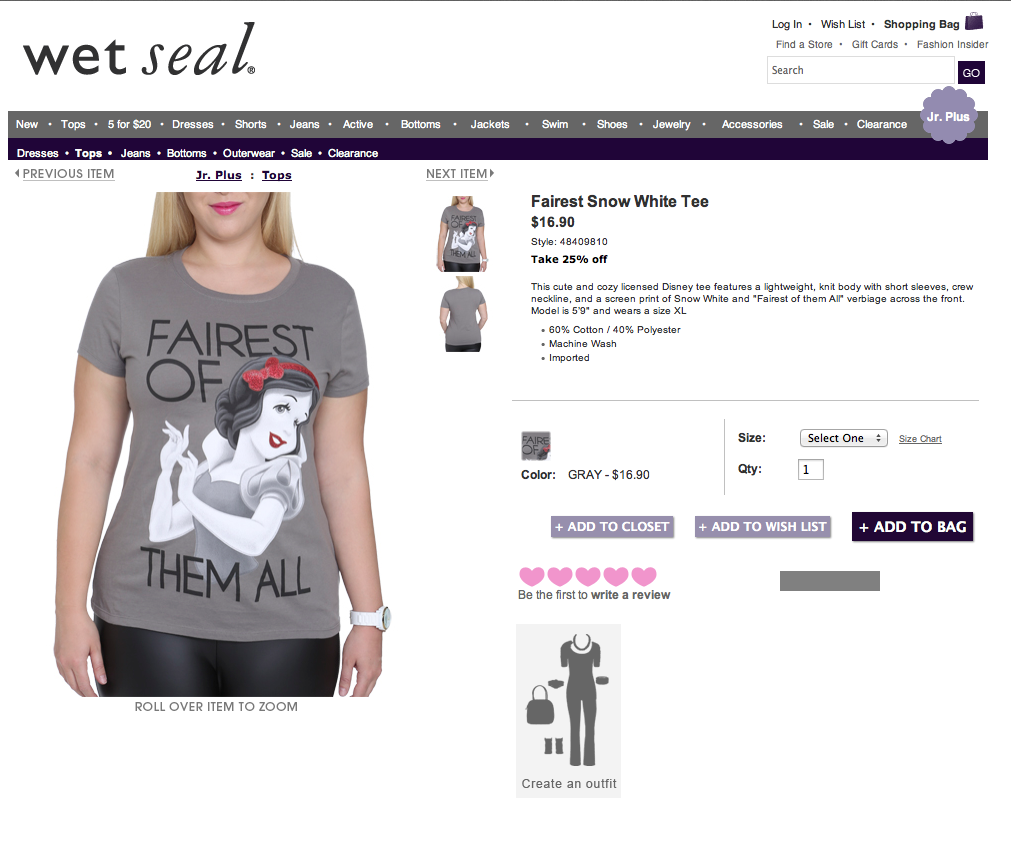 wet seal®
Log In • Wish List • Shopping Bag
Find a Store • Gift Cards • Fashion Insider
Search GO
New • Tops • 5 for $20 • Dresses • Shorts • Jeans • Active • Bottoms • Jackets • Swim • Shoes • Jewelry • Accessories • Sale • Clearance
Jr. Plus
Dresses • Tops • Jeans • Bottoms • Outerwear • Sale • Clearance
PREVIOUS ITEM
Jr. Plus : Tops
NEXT ITEM
FAIREST
OF
THEM ALL
ROLL OVER ITEM TO ZOOM
FAIREST
OF
THEM ALL
Fairest Snow White Tee
$16.90
Style: 48409810
Take 25% off
This cute and cozy licensed Disney tee features a lightweight, knit body with short sleeves, crew
neckline, and a screen print of Snow White and "Fairest of them All" verbiage across the front.
Model is 5'9" and wears a size XL
• 60% Cotton / 40% Polyester
• Machine Wash
• Imported
FAIRE
OF
Color: GRAY - $16.90
Size: Select One Size Chart
Qty: 1
+ ADD TO CLOSET
+ ADD TO WISH LIST
+ ADD TO BAG
Be the first to write a review
Create an outfit